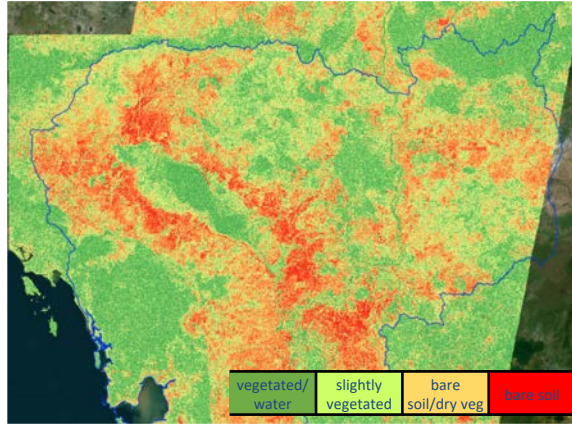 vegetated/
water
slightly
vegetated
bare
soil/dry veg
bare soil